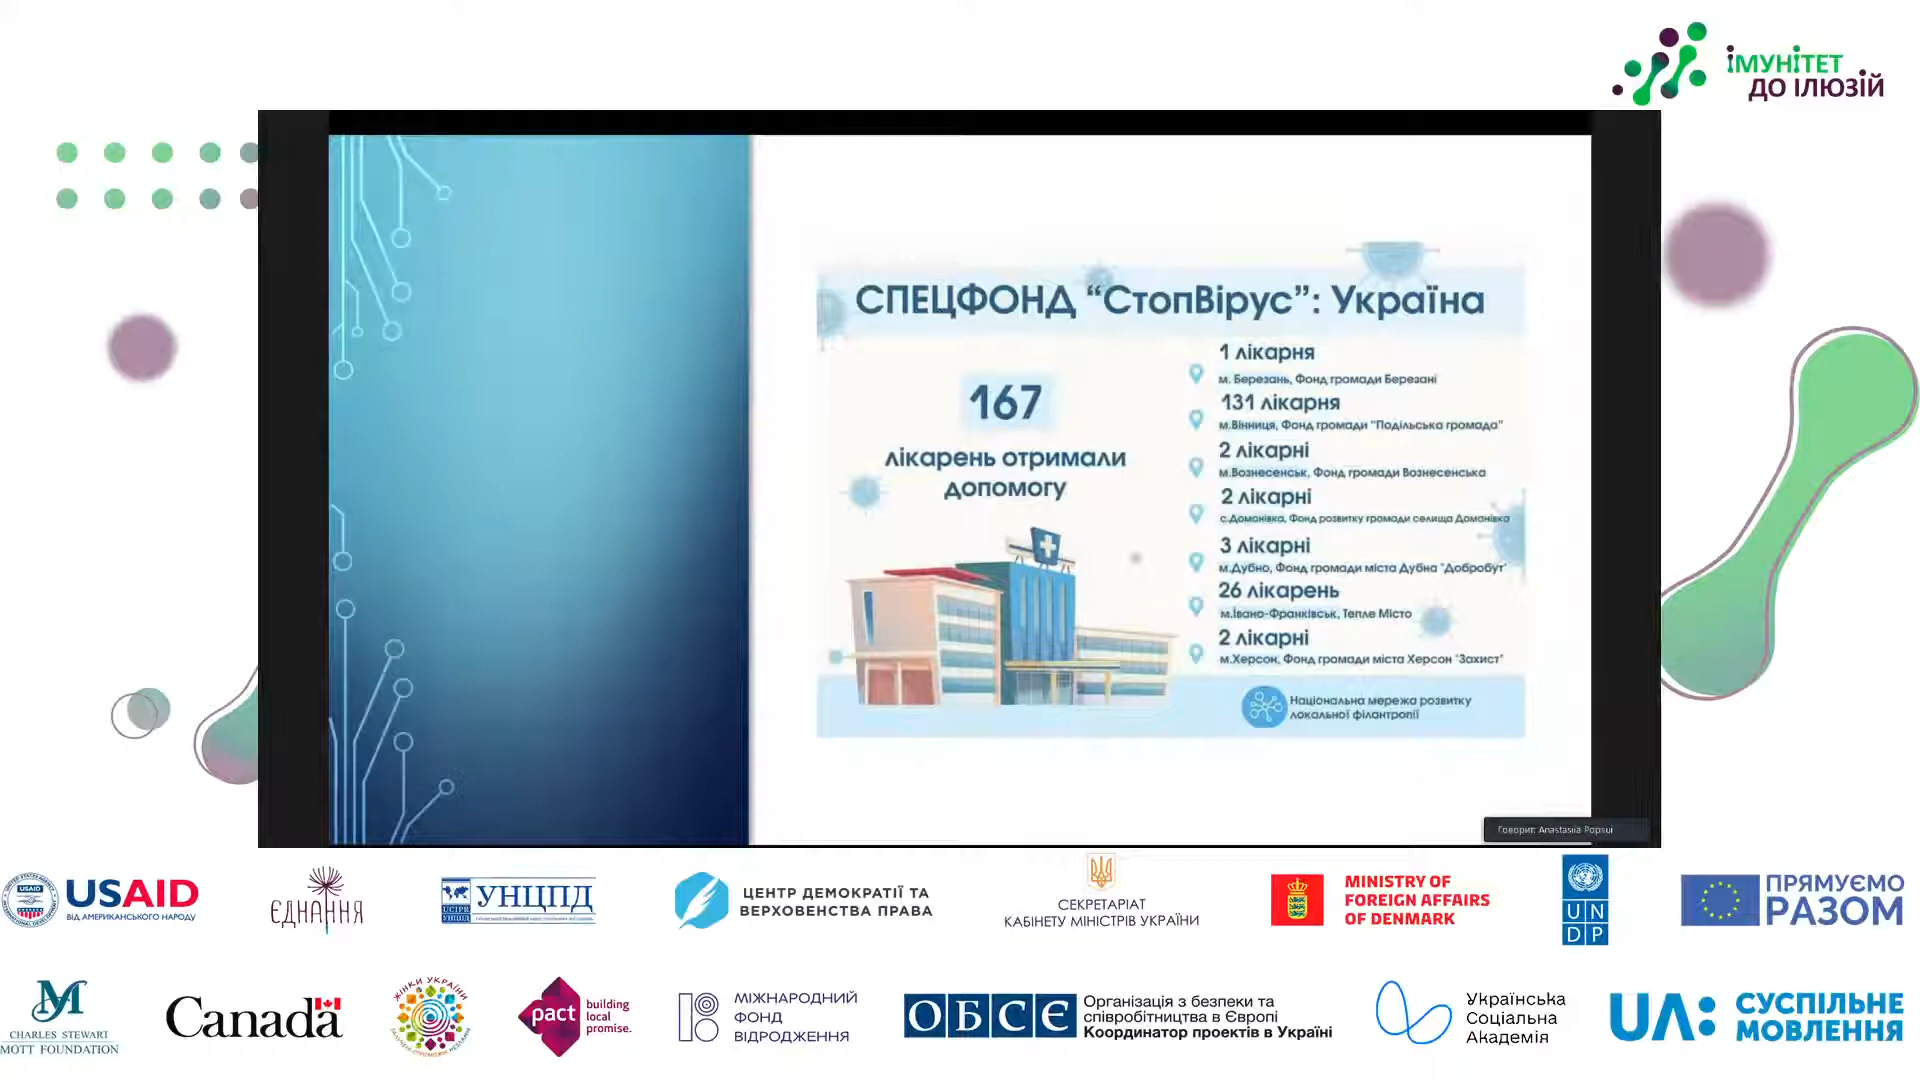 імунітет
до ілюзій
СПЕЦФОНД “СтопВірус”: Україна
167
лікарень отримали
допомогу
1 лікарня
м. Березань, Фонд громади Березані
131 лікарня
м.Вінниця, Фонд громади "Подільська громада"
2 лікарні
м.Вознесенськ, Фонд громади Вознесенська
2 лікарні
с.Доманівка, Фонд розвитку громади селища Доманівка
3 лікарні
м.Дубно, Фонд громади міста Дубна "Добробут"
26 лікарень
м.Івано-Франківськ, Тепле Місто
2 лікарні
м.Херсон, Фонд громади міста Херсон "Захист"
Національна мережа розвитку
локальної філантропії
Говорит: Anastasiia Popsui
USAID
USAID
ВІД АМЕРИКАНСЬКОГО НАРОДУ
ЄДНАННЯ
УНЦПД
UCIPR
УНЦПД
ЦЕНТР ДЕМОКРАТІЇ ТА
ВЕРХОВЕНСТВА ПРАВА
СЕКРЕТАРІАТ
КАБІНЕТУ МІНІСТРІВ УКРАЇНИ
MINISTRY OF
FOREIGN AFFAIRS
OF DENMARK
UN
DP
ПРЯМУЄМО
РАЗОМ
M
CHARLES STEWART
MOTT FOUNDATION
Canada
ЖІНКИ УКРАЇНИ
pact
building
local
promise.
МІЖНАРОДНИЙ
ФОНД
ВІДРОДЖЕННЯ
ОБСЄ
Організація з безпеки та
співробітництва в Європі
Координатор проектів в Україні
Українська
Соціальна
Академія
UA:
СУСПІЛЬНЕ
МОВЛЕННЯ